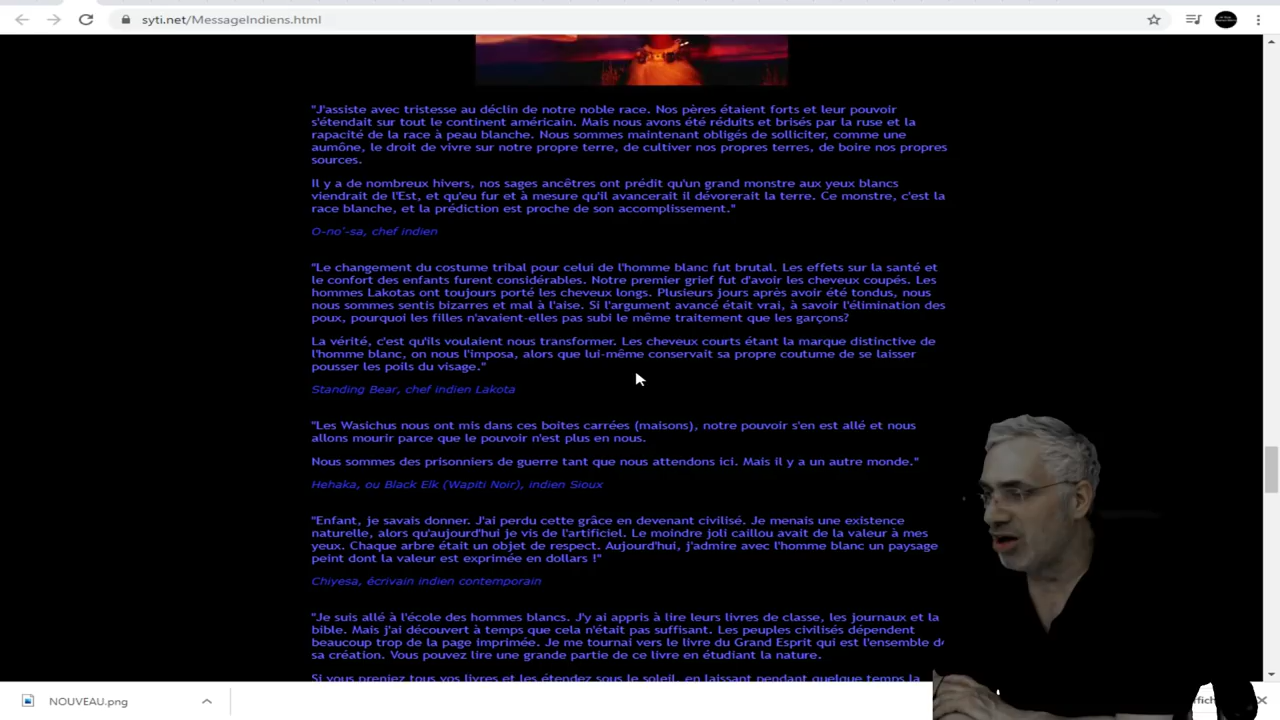 syti.net/MessageIndiens.html
"J'assiste avec tristesse au déclin de notre noble race. Nos pères étaient forts et leur pouvoir
s'étendait sur tout le continent américain. Mais nous avons été réduits et brisés par la ruse et la
rapacité de la race à peau blanche. Nous sommes maintenant obligés de solliciter, comme une
aumône, le droit de vivre sur notre propre terre, de cultiver nos propres terres, de boire nos propres
sources.
Il y a de nombreux hivers, nos sages ancêtres ont prédit qu'un grand monstre aux yeux blancs
viendrait de l'Est, et qu'eu fur et à mesure qu'il avancerait il dévorerait la terre. Ce monstre, c'est la
race blanche, et la prédiction est proche de son accomplissement."
O-no'-sa, chef indien
"Le changement du costume tribal pour celui de l'homme blanc fut brutal. Les effets sur la santé et
le confort des enfants furent considérables. Notre premier grief fut d'avoir les cheveux coupés. Les
hommes Lakotas ont toujours porté les cheveux longs. Plusieurs jours après avoir été tondus, nous
nous sommes sentis bizarres et mal à l'aise. Si l'argument avancé était vrai, à savoir l'élimination des
poux, pourquoi les filles n'avaient-elles pas subi le même traitement que les garçons?
La vérité, c'est qu'ils voulaient nous transformer. Les cheveux courts étant la marque distinctive de
l'homme blanc, on nous l'imposa, alors que lui-même conservait sa propre coutume de se laisser
pousser les poils du visage."
Standing Bear, chef indien Lakota
"Les Wasichus nous ont mis dans ces boîtes carrées (maisons), notre pouvoir s'en est allé et nous
allons mourir parce que le pouvoir n'est plus en nous.
Nous sommes des prisonniers de guerre tant que nous attendons ici. Mais il y a un autre monde."
Hehaka, ou Black Elk (Wapiti Noir), indien Sioux
"Enfant, je savais donner. J'ai perdu cette grâce en devenant civilisé. Je menais une existence
naturelle, alors qu'aujourd'hui je vis de l'artificiel. Le moindre joli caillou avait de la valeur à mes
yeux. Chaque arbre était un objet de respect. Aujourd'hui, j'admire avec l'homme blanc un paysage
peint dont la valeur est exprimée en dollars !"
Chiyesa, écrivain indien contemporain
"Je suis allé à l'école des hommes blancs. J'y ai appris à lire leurs livres de classe, les journaux et la
bible. Mais j'ai découvert à temps que cela n'était pas suffisant. Les peuples civilisés dépendent
beaucoup trop de la page imprimée. Je me tournai vers le livre du Grand Esprit qui est l'ensemble de
sa création. Vous pouvez lire une grande partie de ce livre en étudiant la nature.
Si vous preniez tous vos livres et les étendez sous le soleil, en laissant pendant quelque temps la
NOUVEAU.png